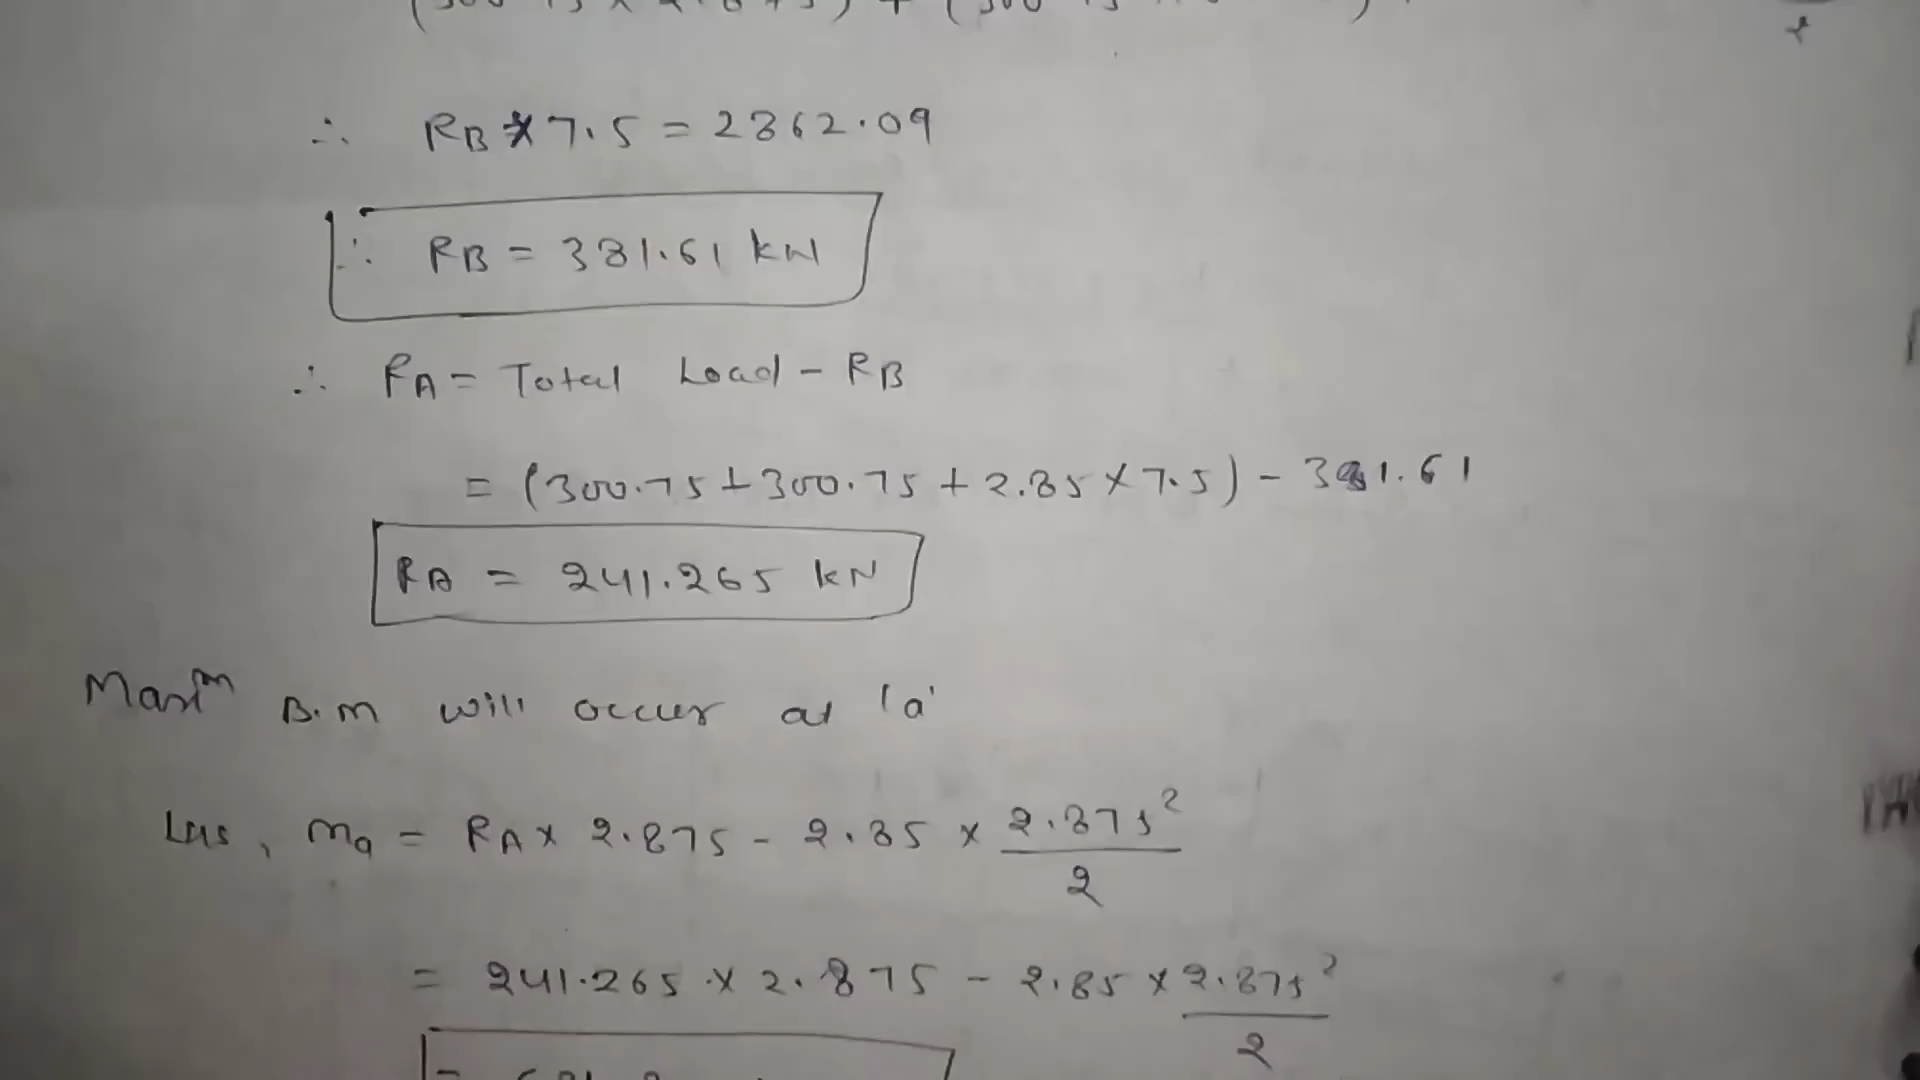 ∴ RB × 7.5 = 2862.09
∴ RB = 381.61 kN
∴ RA = Total Load - RB
= (300.75 + 300.75 + 2.85 × 7.5) - 381.61
RA = 241.265 kN
Maxᵐ B.M will occur at 'a'
LHS, Ma = RA × 2.875 - 2.85 × 2.875² / 2
= 241.265 × 2.875 - 2.85 × 2.875² / 2